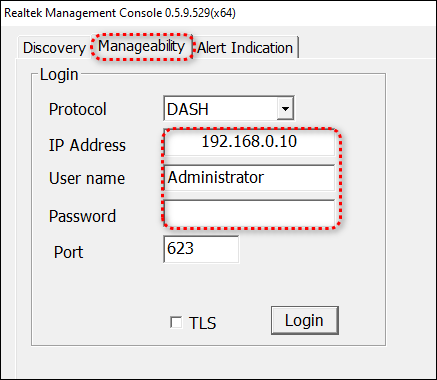 Realtek Management Console 0.5.9.529(x64)
Discovery Manageability Alert Indication
Login
Protocol DASH
IP Address 192.168.0.10
User name Administrator
Password
Port 623
TLS Login